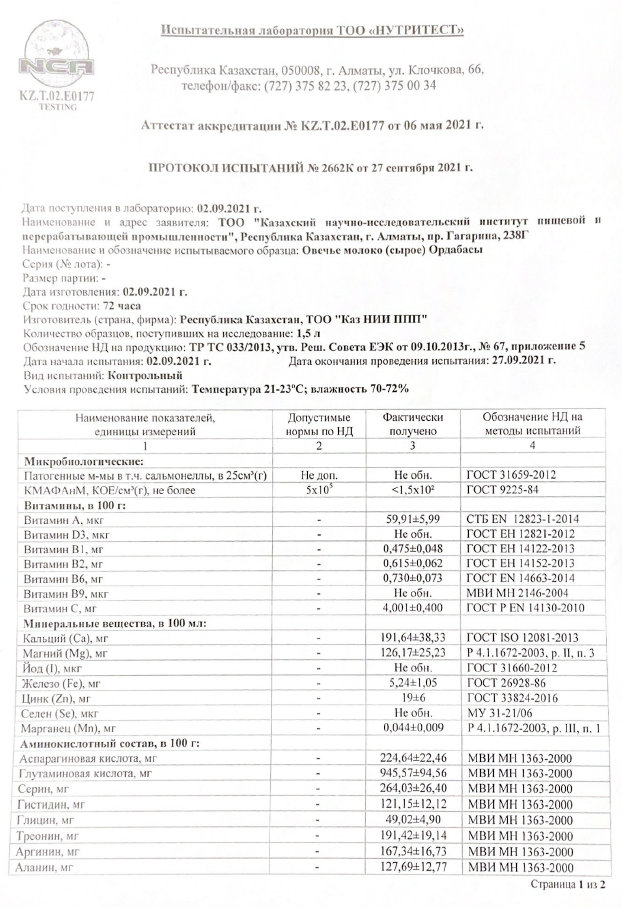 Испытательная лаборатория ТОО «НУТРИТЕСТ»
NCA
KZ.T.02.E0177
TESTING
Республика Казахстан, 050008, г. Алматы, ул. Клочкова, 66,
телефон/факс: (727) 375 82 23, (727) 375 00 34
Аттестат аккредитации № KZ.T.02.E0177 от 06 мая 2021 г.
ПРОТОКОЛ ИСПЫТАНИЙ № 2662К от 27 сентября 2021 г.
Дата поступления в лабораторию: 02.09.2021 г.
Наименование и адрес заявителя: ТОО "Казахский научно-исследовательский институт пищевой и
перерабатывающей промышленности", Республика Казахстан, г. Алматы, пр. Гагарина, 238Г
Наименование и обозначение испытываемого образца: Овечье молоко (сырое) Ордабасы
Серия (№ лота): -
Размер партии: -
Дата изготовления: 02.09.2021 г.
Срок годности: 72 часа
Изготовитель (страна, фирма): Республика Казахстан, ТОО "Каз НИИ ППП"
Количество образцов, поступивших на исследование: 1,5 л
Обозначение НД на продукцию: ТР ТС 033/2013, утв. Реш. Совета ЕЭК от 09.10.2013г., № 67, приложение 5
Дата начала испытания: 02.09.2021 г. Дата окончания проведения испытания: 27.09.2021 г.
Вид испытаний: Контрольный
Условия проведения испытаний: Температура 21-23ºС; влажность 70-72%
Наименование показателей, единицы измерений Допустимые нормы по НД Фактически получено Обозначение НД на методы испытаний
1 2 3 4
Микробиологические:
Патогенные м-мы в т.ч. сальмонеллы, в 25см³(г) Не доп. Не обн. ГОСТ 31659-2012
КМАФАнМ, КОЕ/см³(г), не более 5х10⁵ <1,5х10² ГОСТ 9225-84
Витамины, в 100 г:
Витамин А, мкг - 59,91±5,99 СТБ EN 12823-1-2014
Витамин D3, мкг - Не обн. ГОСТ ЕН 12821-2012
Витамин В1, мг - 0,475±0,048 ГОСТ ЕН 14122-2013
Витамин В2, мг - 0,615±0,062 ГОСТ ЕН 14152-2013
Витамин В6, мг - 0,730±0,073 ГОСТ EN 14663-2014
Витамин В9, мкг - Не обн. МВИ МН 2146-2004
Витамин С, мг - 4,001±0,400 ГОСТ Р EN 14130-2010
Минеральные вещества, в 100 мл:
Кальций (Ca), мг - 191,64±38,33 ГОСТ ISO 12081-2013
Магний (Mg), мг - 126,17±25,23 Р 4.1.1672-2003, р. II, п. 3
Йод (I), мкг - Не обн. ГОСТ 31660-2012
Железо (Fe), мг - 5,24±1,05 ГОСТ 26928-86
Цинк (Zn), мг - 19±6 ГОСТ 33824-2016
Селен (Se), мкг - Не обн. МУ 31-21/06
Марганец (Mn), мг - 0,044±0,009 Р 4.1.1672-2003, р. III, п. 1
Аминокислотный состав, в 100 г:
Аспарагиновая кислота, мг - 224,64±22,46 МВИ МН 1363-2000
Глутаминовая кислота, мг - 945,57±94,56 МВИ МН 1363-2000
Серин, мг - 264,03±26,40 МВИ МН 1363-2000
Гистидин, мг - 121,15±12,12 МВИ МН 1363-2000
Глицин, мг - 49,02±4,90 МВИ МН 1363-2000
Треонин, мг - 191,42±19,14 МВИ МН 1363-2000
Аргинин, мг - 167,34±16,73 МВИ МН 1363-2000
Аланин, мг - 127,69±12,77 МВИ МН 1363-2000
Страница 1 из 2